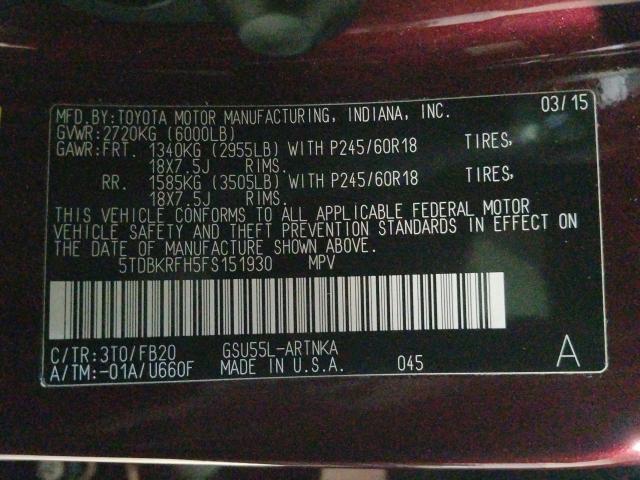 MFD.BY:TOYOTA MOTOR MANUFACTURING, INDIANA, INC. 03/15
GVWR:2720KG (6000LB)
GAWR:FRT. 1340KG (2955LB) WITH P245/60R18 TIRES,
18X7.5J RIMS.
RR. 1585KG (3505LB) WITH P245/60R18 TIRES,
18X7.5J RIMS.
THIS VEHICLE CONFORMS TO ALL APPLICABLE FEDERAL MOTOR
VEHICLE SAFETY AND THEFT PREVENTION STANDARDS IN EFFECT ON
THE DATE OF MANUFACTURE SHOWN ABOVE.
5TDBKRFH5FS151930 MPV
C/TR:3T0/FB20 GSU55L-ARTNKA
A/TM:-01A/U660F MADE IN U.S.A. 045 A